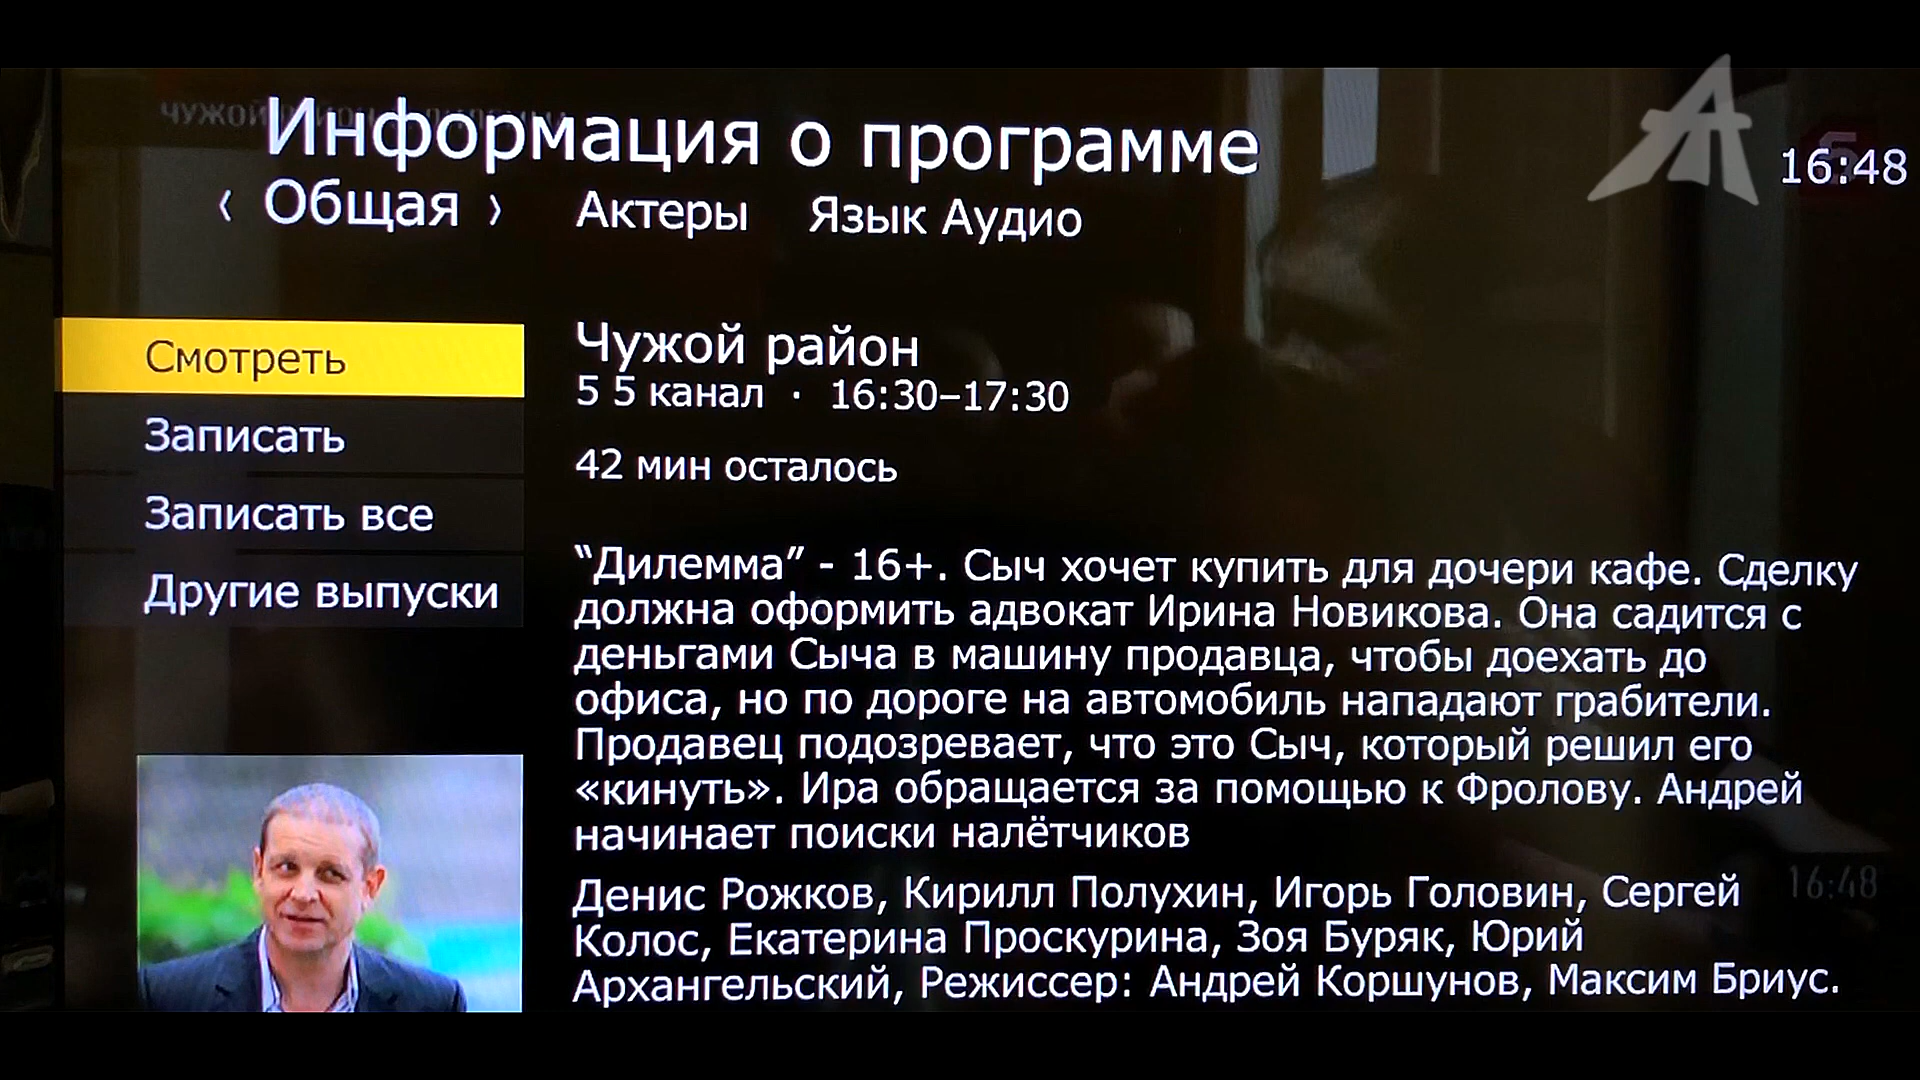 Информация о программе
16:48
‹ Общая › Актеры Язык Аудио
Смотреть
Записать
Записать все
Другие выпуски
Чужой район
5 5 канал · 16:30–17:30
42 мин осталось
“Дилемма” - 16+. Сыч хочет купить для дочери кафе. Сделку
должна оформить адвокат Ирина Новикова. Она садится с
деньгами Сыча в машину продавца, чтобы доехать до
офиса, но по дороге на автомобиль нападают грабители.
Продавец подозревает, что это Сыч, который решил его
«кинуть». Ира обращается за помощью к Фролову. Андрей
начинает поиски налётчиков
Денис Рожков, Кирилл Полухин, Игорь Головин, Сергей
Колос, Екатерина Проскурина, Зоя Буряк, Юрий
Архангельский, Режиссер: Андрей Коршунов, Максим Бриус.
16:48